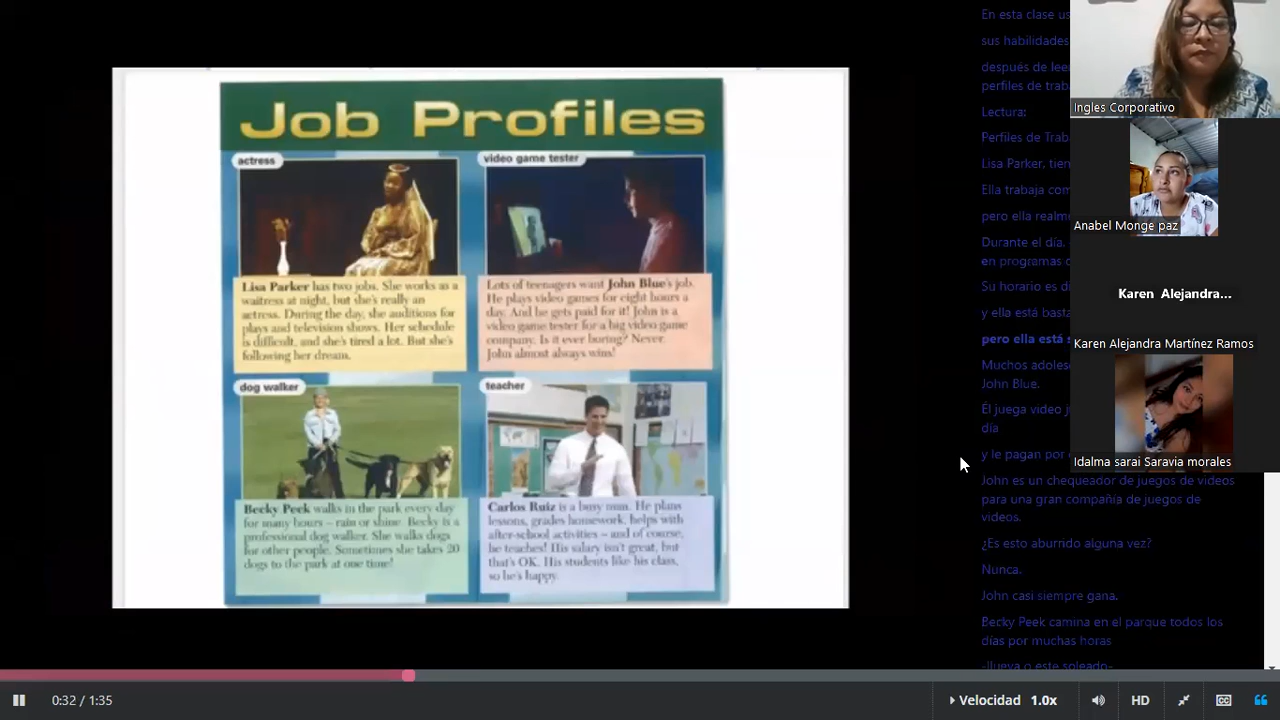 Job Profiles
actress
Lisa Parker has two jobs. She works as a
waitress at night, but she's really an
actress. During the day, she auditions for
plays and television shows. Her schedule
is difficult, and she's tired a lot. But she's
following her dream.
video game tester
Lots of teenagers want John Blue's job.
He plays video games for eight hours a
day. And he gets paid for it! John is a
video game tester for a big video game
company. Is it ever boring? Never.
John almost always wins!
dog walker
Becky Peek walks in the park every day
for many hours – rain or shine. Becky is a
professional dog walker. She walks dogs
for other people. Sometimes she takes 20
dogs to the park at one time!
teacher
Carlos Ruiz is a busy man. He plans
lessons, grades homework, helps with
after-school activities – and of course,
he teaches! His salary isn't great, but
that's OK. His students like his class,
so he's happy.
En esta clase
sus habilidades
después de
perfiles de
Lectura:
Perfiles de
Lisa Parker,
Ella trabaja
pero ella
Durante el día,
en programas
Su horario es
y ella está
pero ella está
Muchos
John Blue.
Él juega video
día
y le pagan por
John es un chequeador de juegos de videos
para una gran compañia de juegos de
videos.
¿Es esto aburrido alguna vez?
Nunca.
John casi siempre gana.
Becky Peek camina en el parque todos los
días por muchas horas
-llueva o este soleado-
Ingles Corporativo
Anabel Monge paz
Karen Alejandra...
Karen Alejandra Martínez Ramos
Idalma sarai Saravia morales
0:32 / 1:35
Velocidad 1.0x
HD
CC